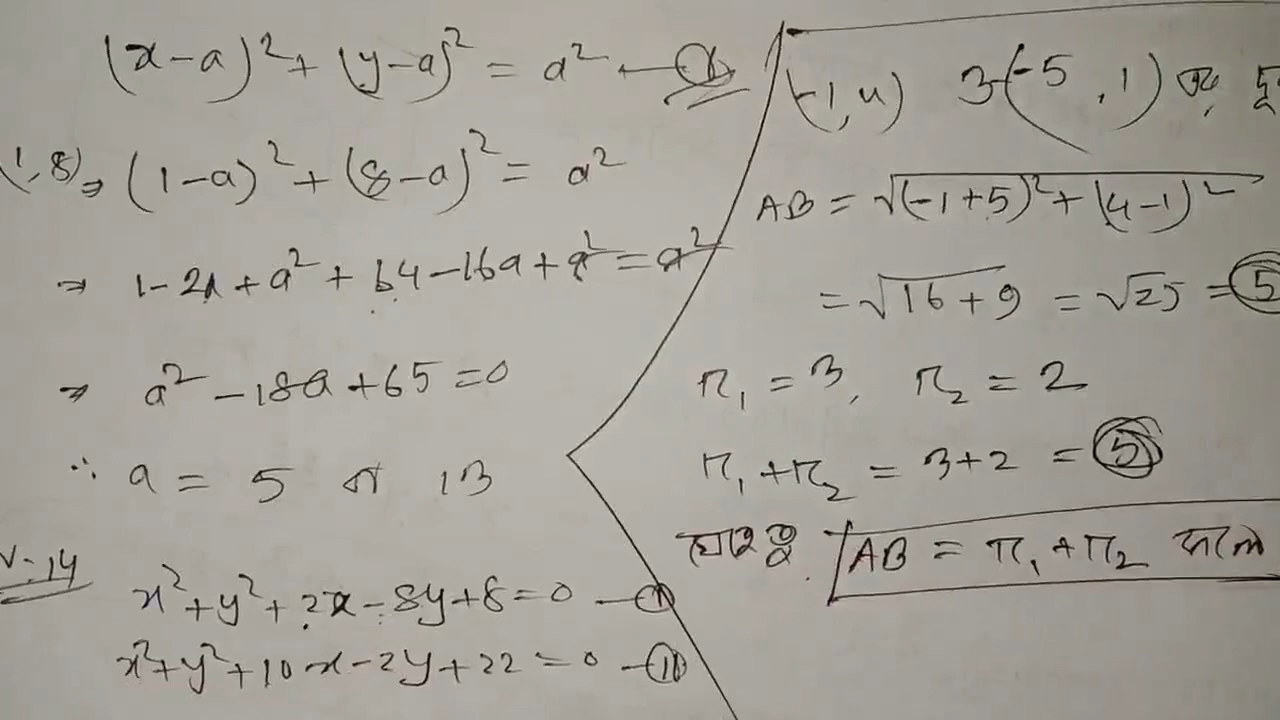 (x-a)² + (y-a)² = a² —(i)
(1,8)⇒ (1-a)² + (8-a)² = a²
⇒ 1-2a+a²+64-16a+a² = a²
⇒ a²-18a+65=0
∴ a = 5 or 13
V.14
x²+y²+2x-8y+8=0 —(i)
x²+y²+10x-2y+22=0 —(ii)
(-1,4) ও (-5,1) এর
AB = √(-1+5)²+(4-1)²
= √16+9 = √25 = 5
r₁ = 3, r₂ = 2
r₁+r₂ = 3+2 = 5
যেহেতু AB = r₁+r₂